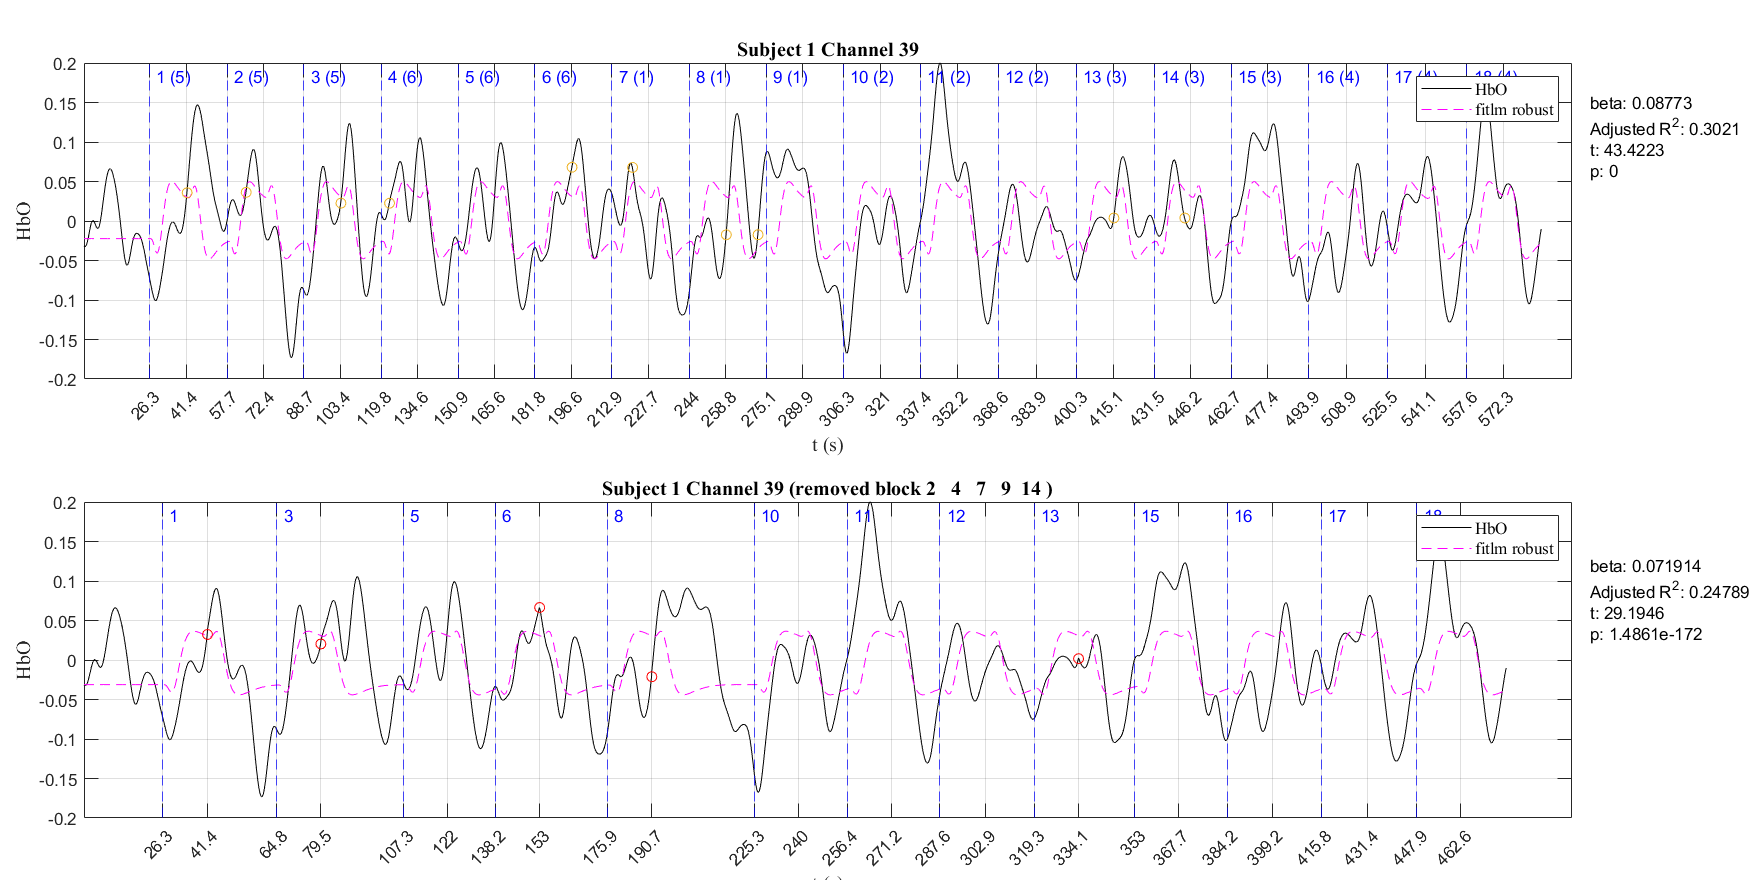 Subject 1 Channel 39
0.2
0.15
0.1
0.05
0
-0.05
-0.1
-0.15
-0.2
HbO
1 (5) 2 (5) 3 (5) 4 (6) 5 (6) 6 (6) 7 (1) 8 (1) 9 (1) 10 (2) 11 (2) 12 (2) 13 (3) 14 (3) 15 (3) 16 (4) 17 (4) 18 (4)
HbO
fitlm robust
beta: 0.08773
Adjusted R²: 0.3021
t: 43.4223
p: 0
26.3 41.4 57.7 72.4 88.7 103.4 119.8 134.6 150.9 165.6 181.8 196.6 212.9 227.7 244 258.8 275.1 289.9 306.3 321 337.4 352.2 368.6 383.9 400.3 415.1 431.5 446.2 462.7 477.4 493.9 508.9 525.5 541.1 557.6 572.3
t (s)
Subject 1 Channel 39 (removed block 2 4 7 9 14 )
0.2
0.15
0.1
0.05
0
-0.05
-0.1
-0.15
-0.2
HbO
1 3 5 6 8 10 11 12 13 15 16 17 18
HbO
fitlm robust
beta: 0.071914
Adjusted R²: 0.24789
t: 29.1946
p: 1.4861e-172
26.3 41.4 64.8 79.5 107.3 122 138.2 153 175.9 190.7 225.3 240 256.4 271.2 287.6 302.9 319.3 334.1 353 367.7 384.2 399.2 415.8 431.4 447.9 462.6